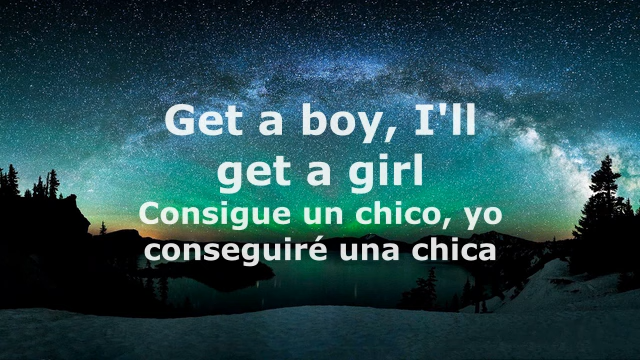 Get a boy, I'll
get a girl
Consigue un chico, yo
conseguiré una chica